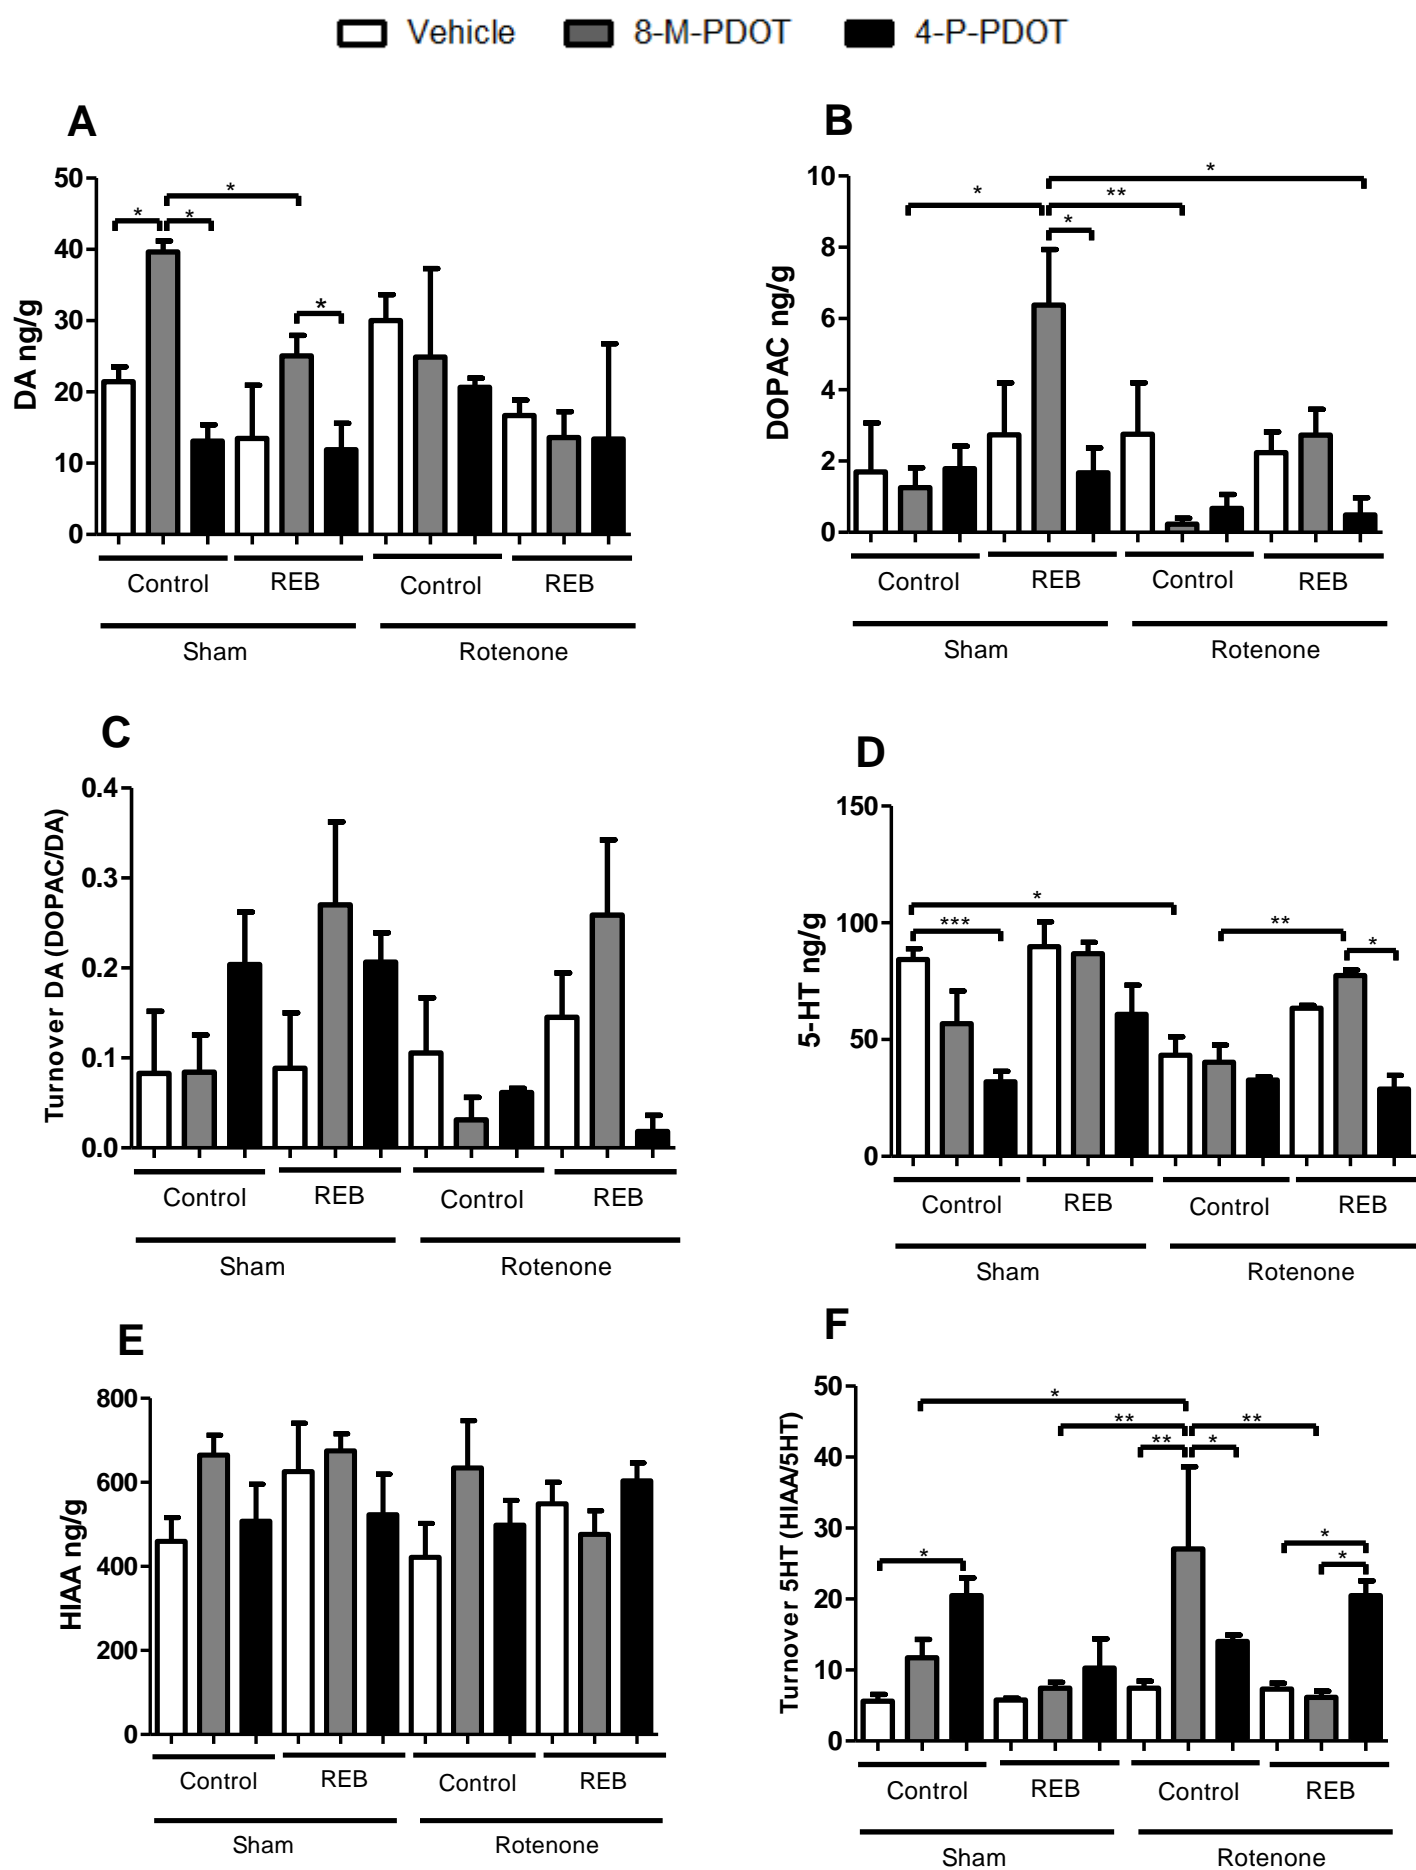 Vehicle 8-M-PDOT 4-P-PDOT
A
DA ng/g
50
40
30
20
10
0
* * * *
Control REB Control REB
Sham Rotenone
B
DOPAC ng/g
10
8
6
4
2
0
* ** * *
Control REB Control REB
Sham Rotenone
C
Turnover DA (DOPAC/DA)
0.4
0.3
0.2
0.1
0.0
Control REB Control REB
Sham Rotenone
D
5-HT ng/g
150
100
50
0
* *** ** *
Control REB Control REB
Sham Rotenone
E
HIAA ng/g
800
600
400
200
0
Control REB Control REB
Sham Rotenone
F
Turnover 5HT (HIAA/5HT)
50
40
30
20
10
0
* ** ** ** * * * *
Control REB Control REB
Sham Rotenone